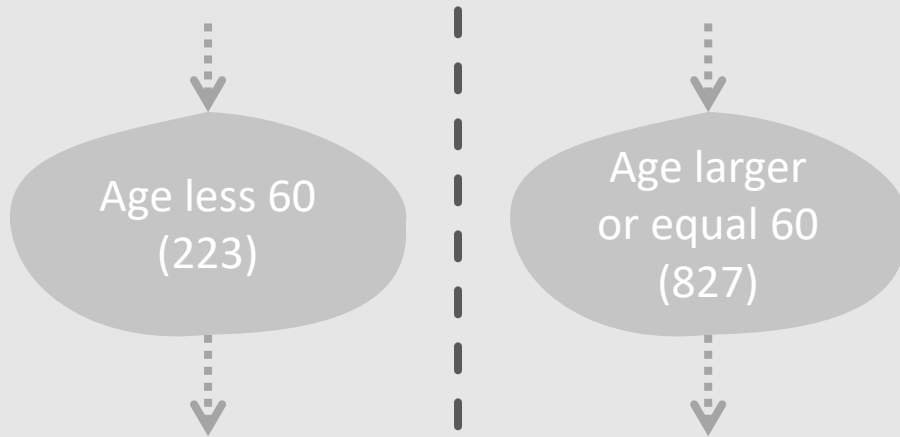 Age less 60
(223)
Age larger
or equal 60
(827)